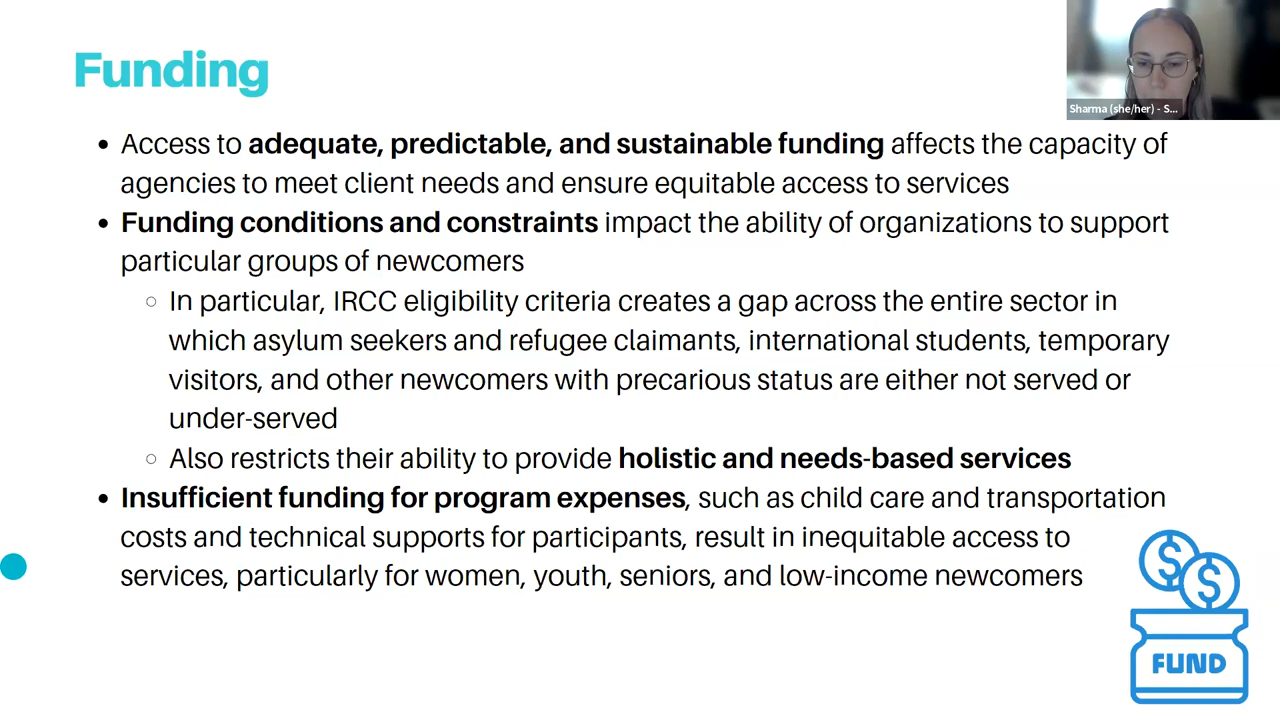 Funding
Sharma (she/her) - S...
• Access to adequate, predictable, and sustainable funding affects the capacity of
agencies to meet client needs and ensure equitable access to services
• Funding conditions and constraints impact the ability of organizations to support
particular groups of newcomers
○ In particular, IRCC eligibility criteria creates a gap across the entire sector in
which asylum seekers and refugee claimants, international students, temporary
visitors, and other newcomers with precarious status are either not served or
under-served
○ Also restricts their ability to provide holistic and needs-based services
• Insufficient funding for program expenses, such as child care and transportation
costs and technical supports for participants, result in inequitable access to
services, particularly for women, youth, seniors, and low-income newcomers
$ $
FUND